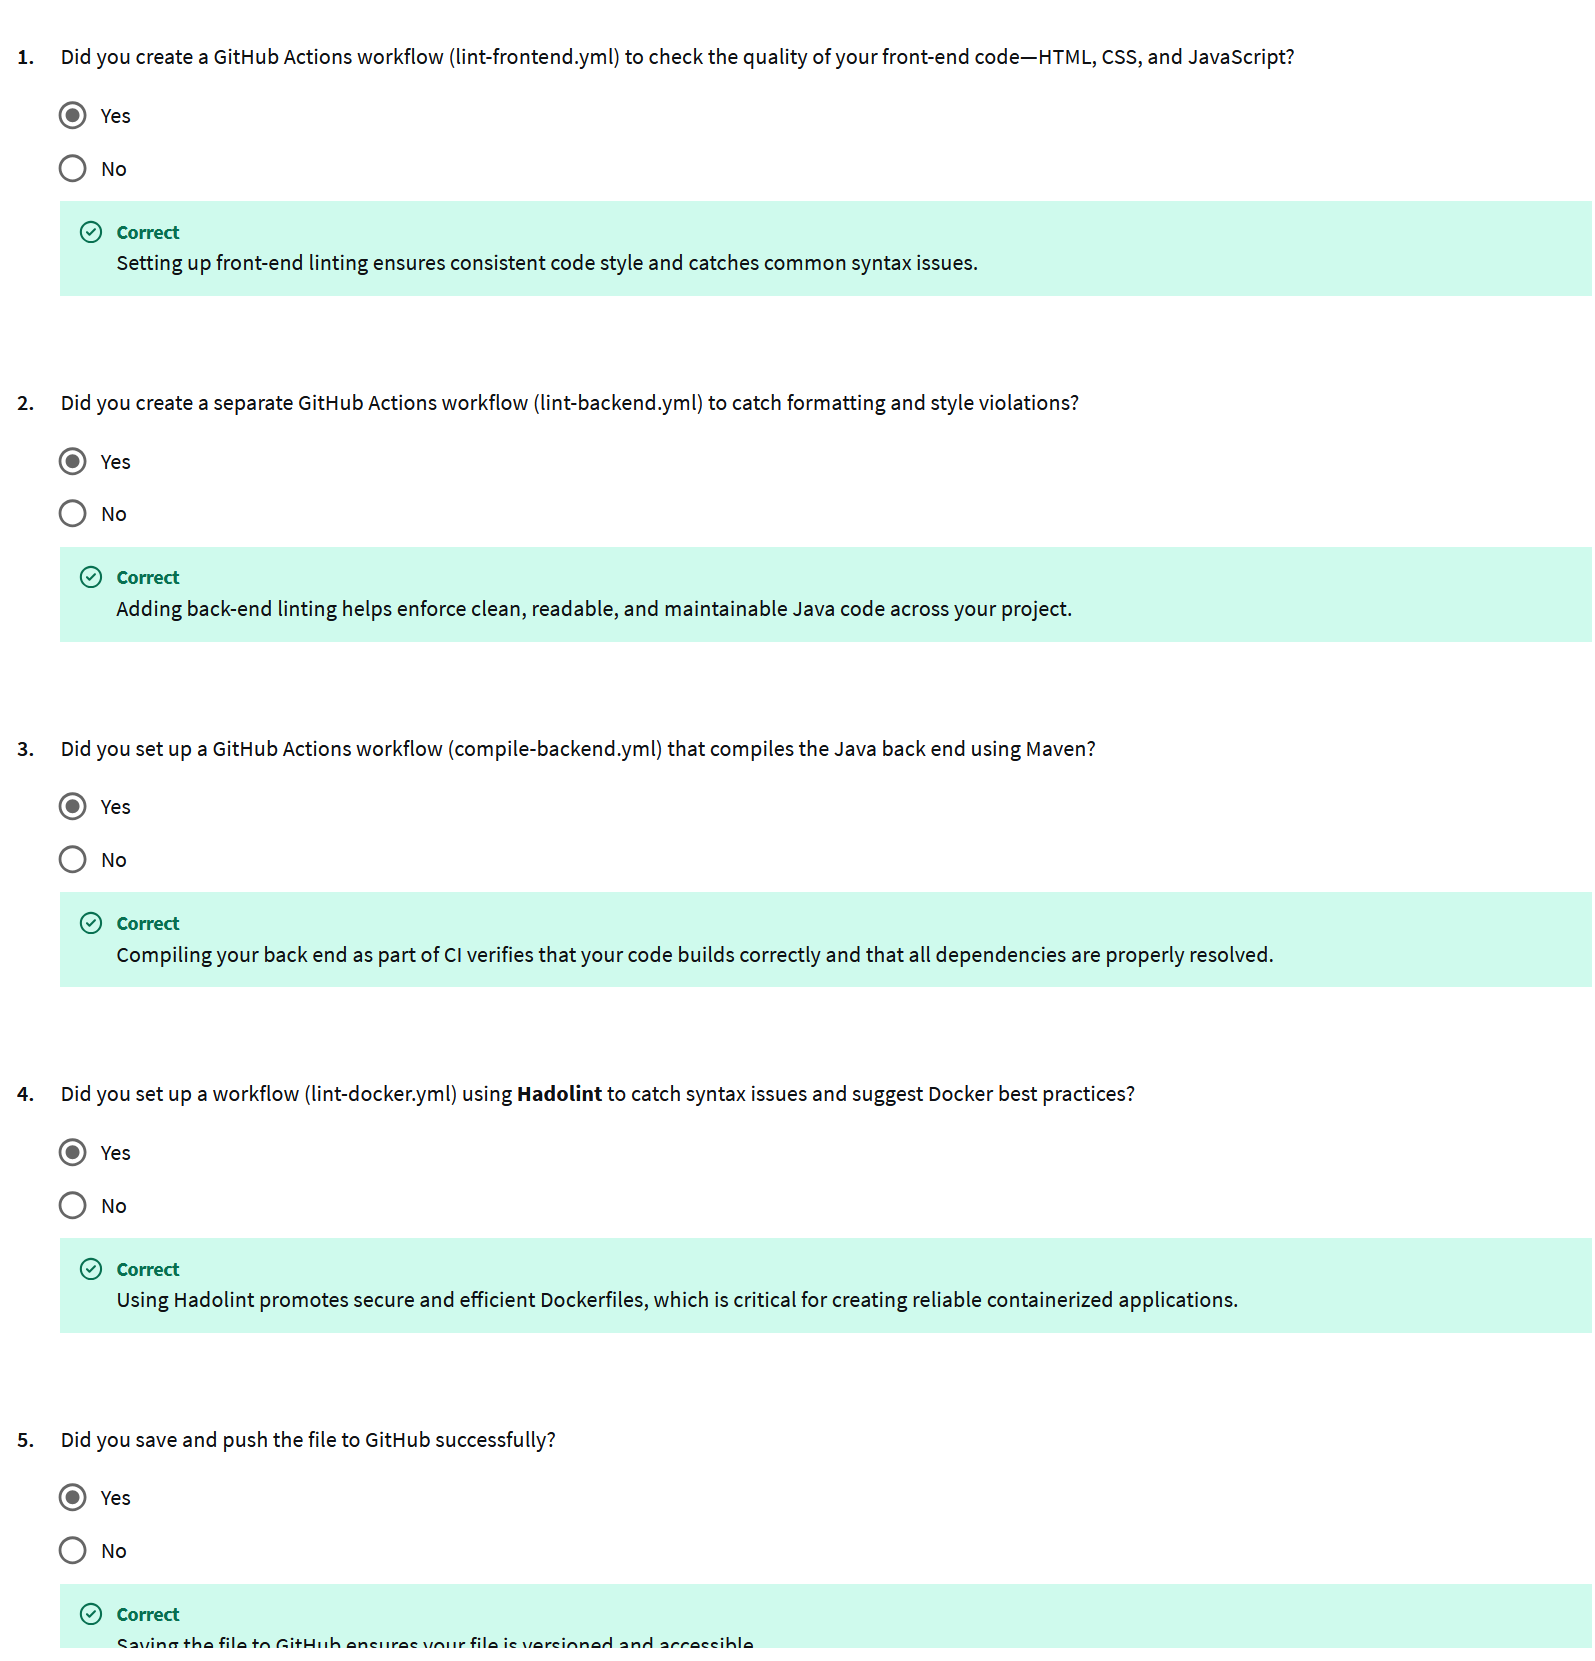 1. Did you create a GitHub Actions workflow (lint-frontend.yml) to check the quality of your front-end code—HTML, CSS, and JavaScript?
Yes
No
Correct
Setting up front-end linting ensures consistent code style and catches common syntax issues.
2. Did you create a separate GitHub Actions workflow (lint-backend.yml) to catch formatting and style violations?
Yes
No
Correct
Adding back-end linting helps enforce clean, readable, and maintainable Java code across your project.
3. Did you set up a GitHub Actions workflow (compile-backend.yml) that compiles the Java back end using Maven?
Yes
No
Correct
Compiling your back end as part of CI verifies that your code builds correctly and that all dependencies are properly resolved.
4. Did you set up a workflow (lint-docker.yml) using Hadolint to catch syntax issues and suggest Docker best practices?
Yes
No
Correct
Using Hadolint promotes secure and efficient Dockerfiles, which is critical for creating reliable containerized applications.
5. Did you save and push the file to GitHub successfully?
Yes
No
Correct
Saving the file to GitHub ensures your file is versioned and accessible